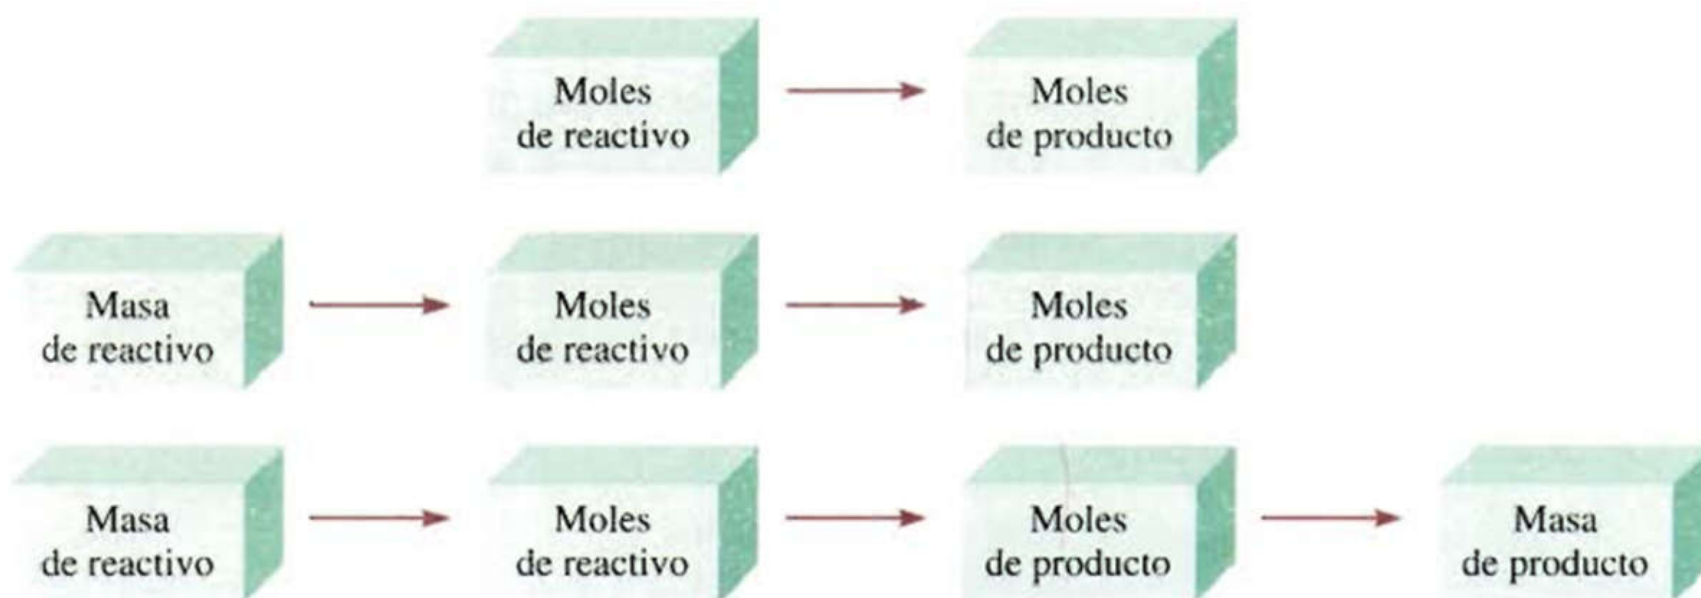 Moles
de reactivo
Moles
de producto
Masa
de reactivo
Moles
de reactivo
Moles
de producto
Masa
de reactivo
Moles
de reactivo
Moles
de producto
Masa
de producto